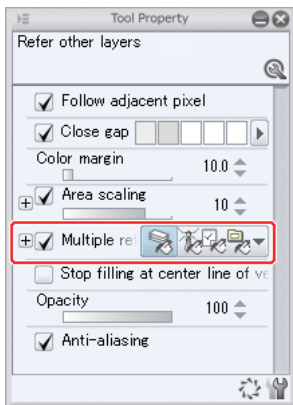 Tool Property
Refer other layers
Follow adjacent pixel
Close gap
Color margin 10.0
Area scaling 10
Multiple re
Stop filling at center line of ve
Opacity 100
Anti-aliasing